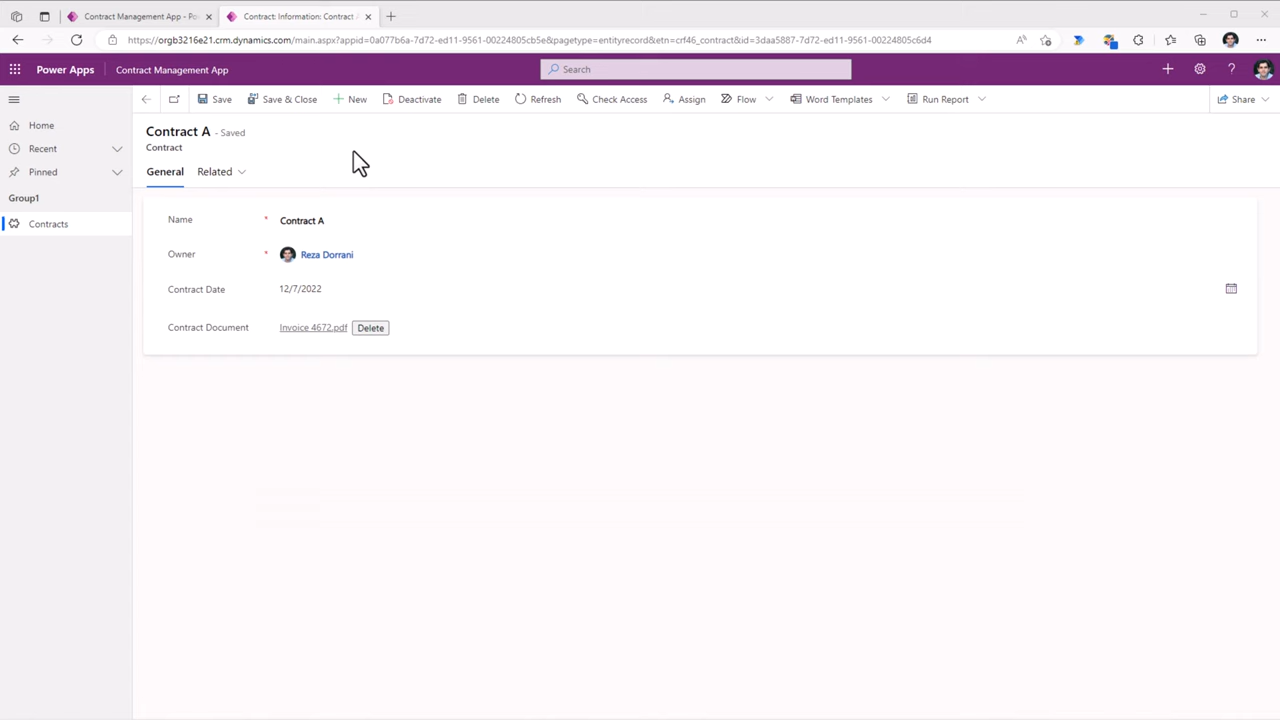 Contract Management App - Pow
Contract: Information: Contract A
https://orgb3216e21.crm.dynamics.com/main.aspx?appid=0a077b6a-7d72-ed11-9561-00224805cb5e&pagetype=entityrecord&etn=crf46_contract&id=3daa5887-7d72-ed11-9561-00224805c6d4
Power Apps
Contract Management App
Search
Save
Save & Close
New
Deactivate
Delete
Refresh
Check Access
Assign
Flow
Word Templates
Run Report
Share
Home
Recent
Pinned
Group1
Contracts
Contract A - Saved
Contract
General
Related
Name * Contract A
Owner * Reza Dorrani
Contract Date 12/7/2022
Contract Document Invoice 4672.pdf Delete